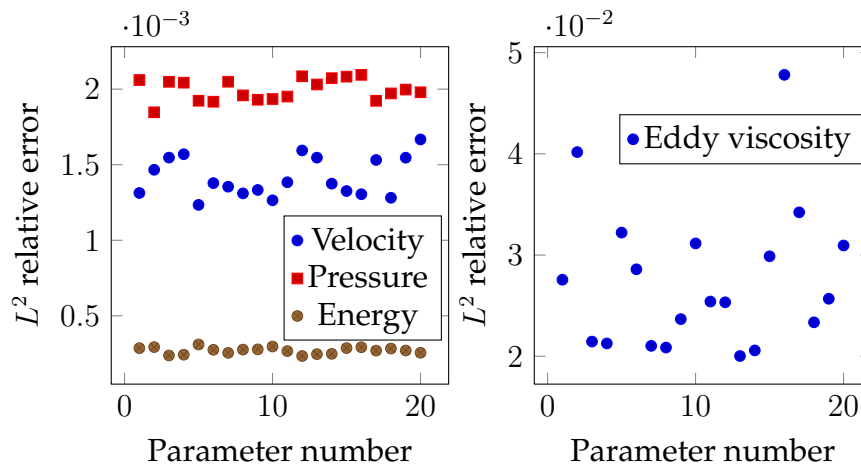 ·10⁻³
2
1.5
1
0.5
0
10
20
L² relative error
Parameter number
Velocity
Pressure
Energy
·10⁻²
5
4
3
2
0
10
20
L² relative error
Parameter number
Eddy viscosity